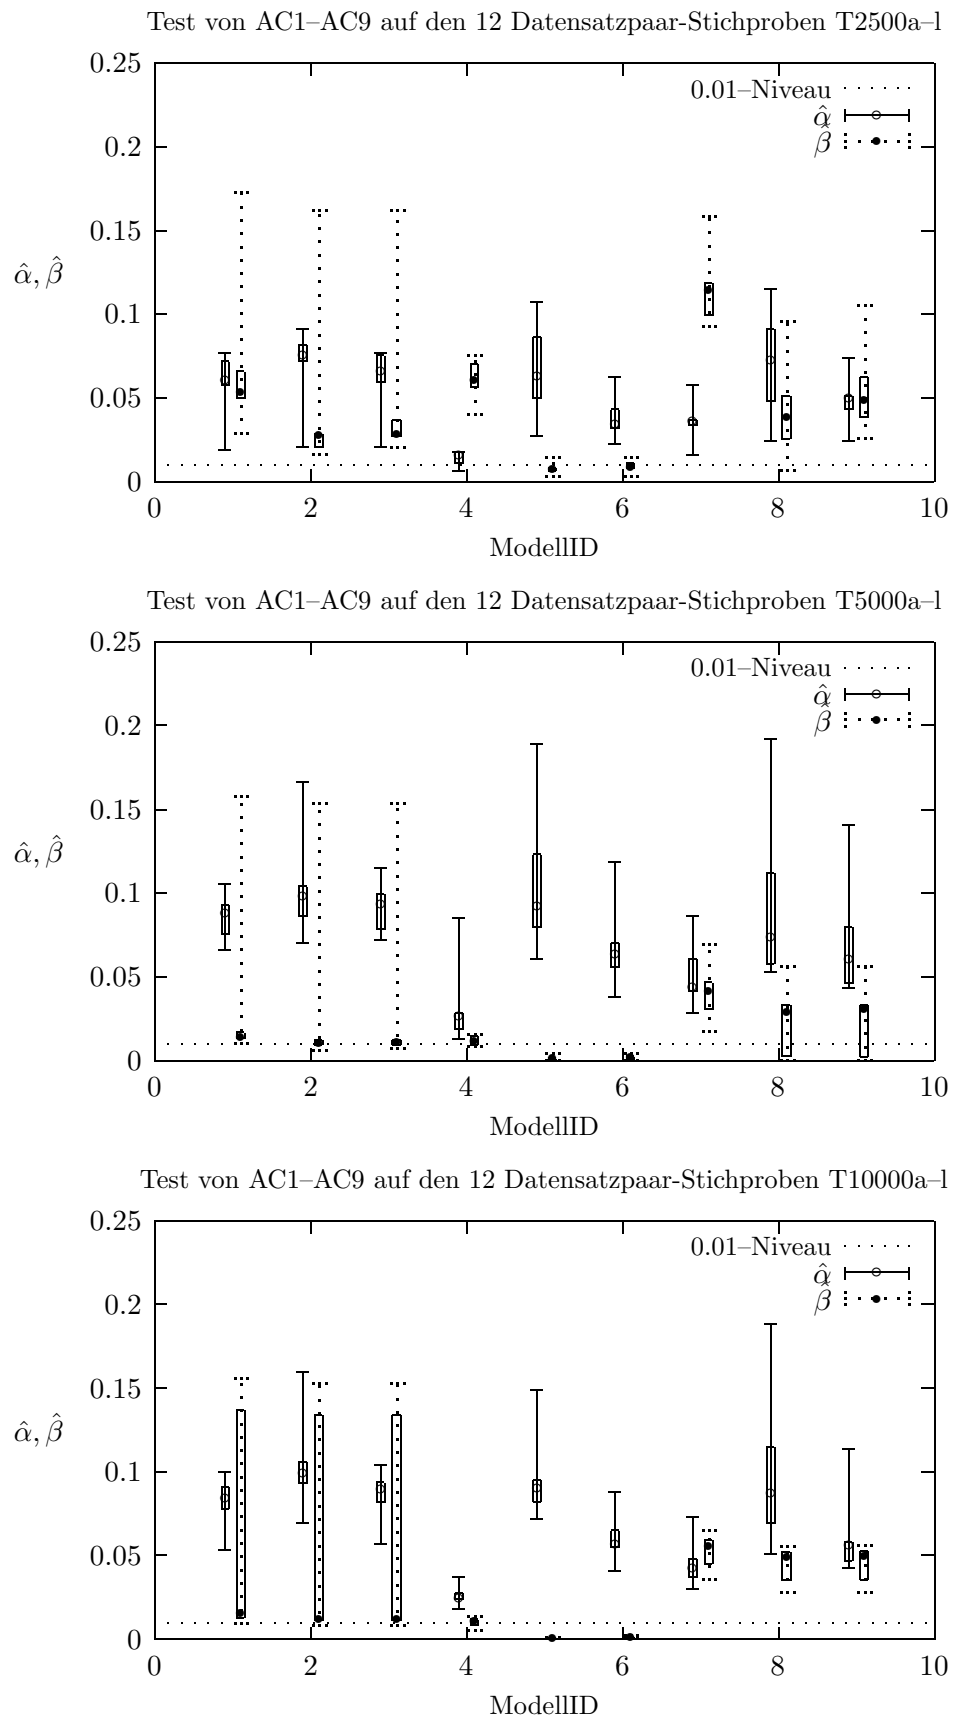 Test von AC1–AC9 auf den 12 Datensatzpaar-Stichproben T2500a–l
0.25
0.2
0.15
0.1
0.05
0
α̂, β̂
0.01–Niveau
α̂
β̂
0 2 4 6 8 10
ModellID
Test von AC1–AC9 auf den 12 Datensatzpaar-Stichproben T5000a–l
0.25
0.2
0.15
0.1
0.05
0
α̂, β̂
0.01–Niveau
α̂
β̂
0 2 4 6 8 10
ModellID
Test von AC1–AC9 auf den 12 Datensatzpaar-Stichproben T10000a–l
0.25
0.2
0.15
0.1
0.05
0
α̂, β̂
0.01–Niveau
α̂
β̂
0 2 4 6 8 10
ModellID